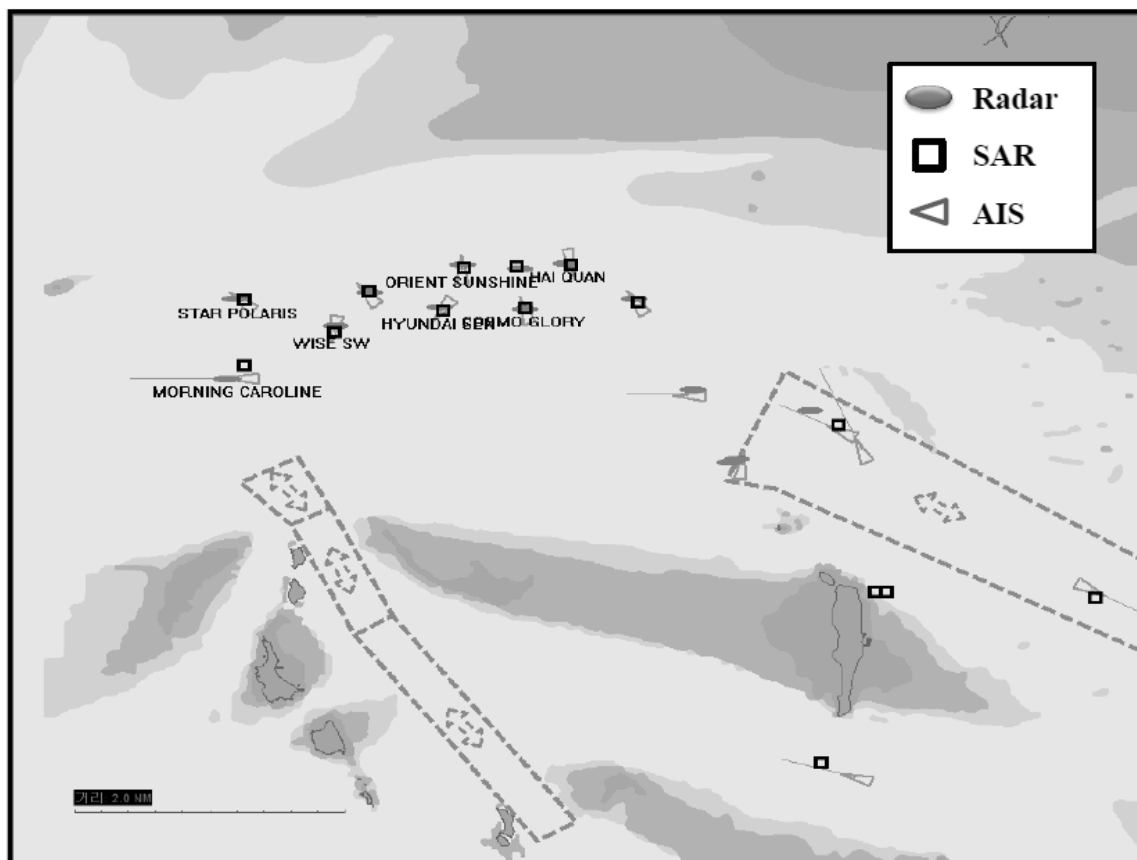 Radar
SAR
AIS
ORIENT SUNSHINE
HAI QUAN
STAR POLARIS
HYUNDAI GEN
COSMO GLORY
WISE SW
MORNING CAROLINE
거리 2.0 NM